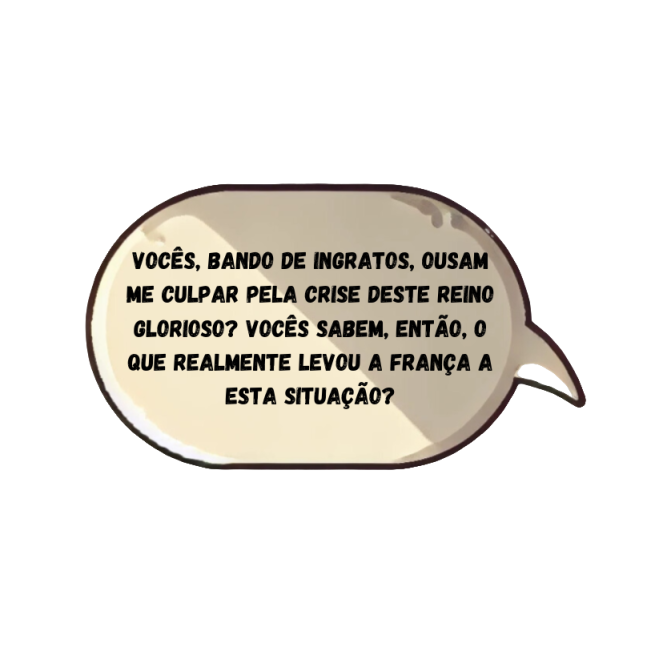 VOCÊS, BANDO DE INGRATOS, OUSAM
ME CULPAR PELA CRISE DESTE REINO
GLORIOSO? VOCÊS SABEM, ENTÃO, O
QUE REALMENTE LEVOU A FRANÇA A
ESTA SITUAÇÃO?